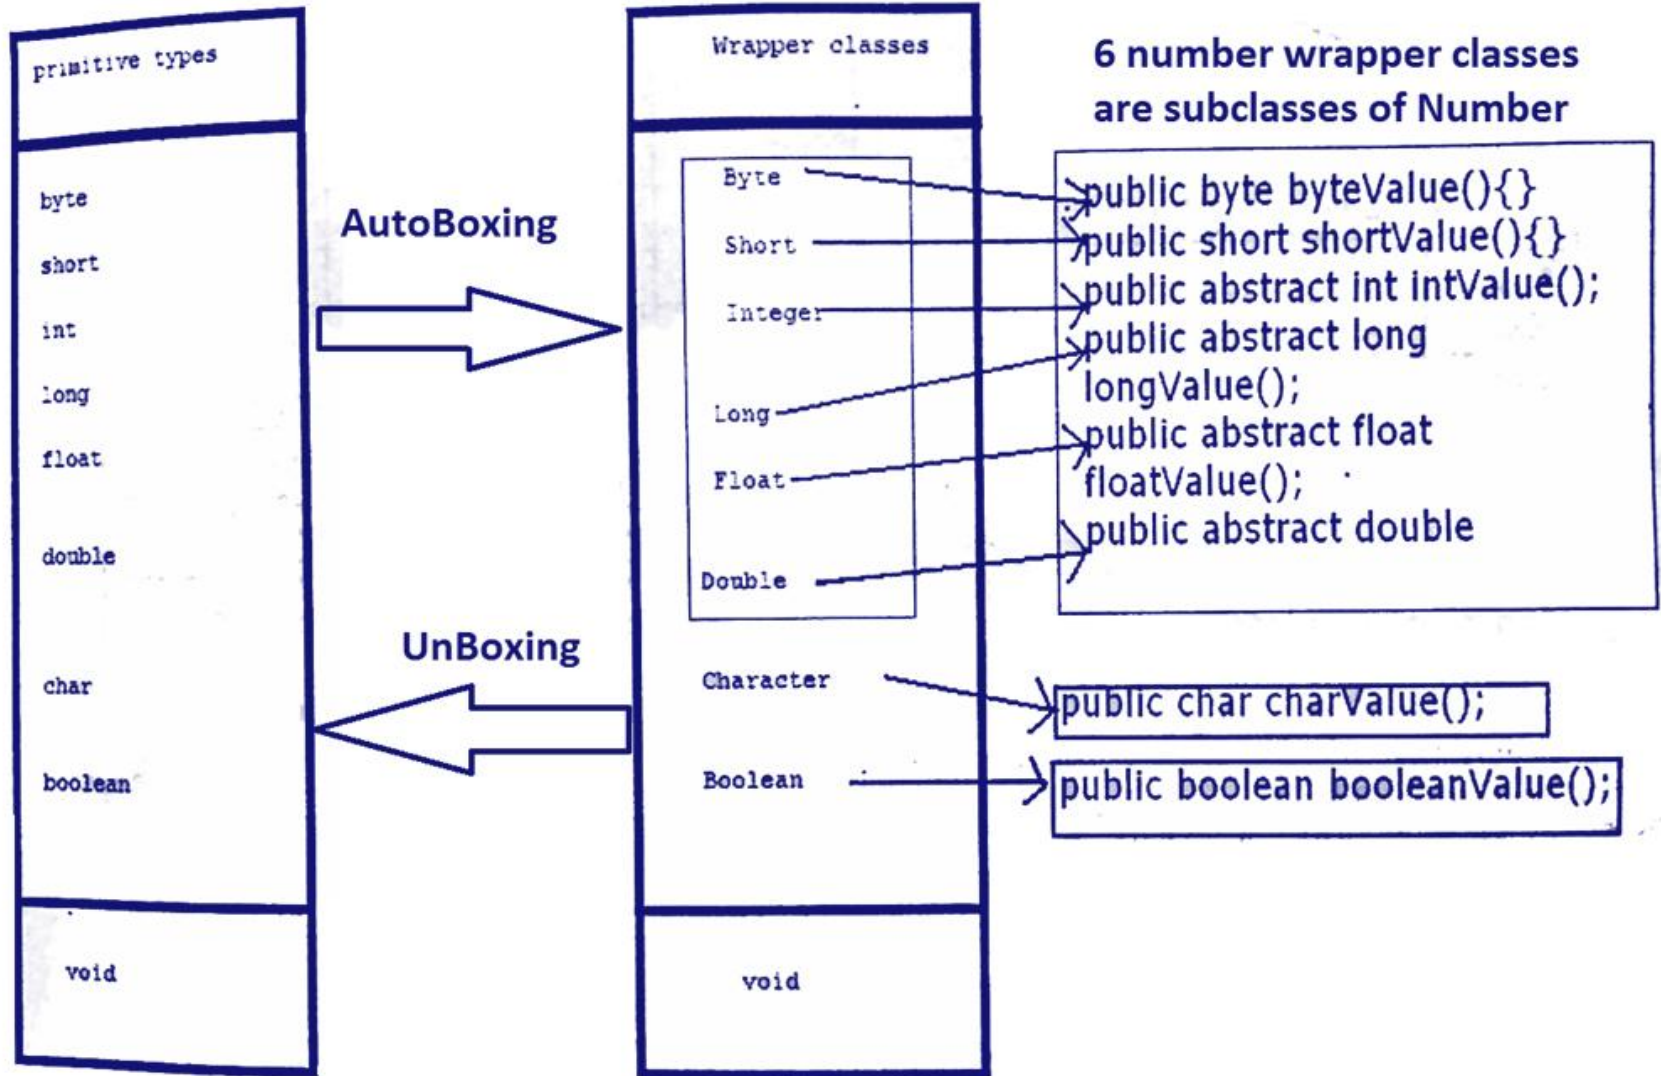 primitive types
byte
short
int
long
float
double
char
boolean
void
AutoBoxing
UnBoxing
Wrapper classes
Byte
Short
Integer
Long
Float
Double
Character
Boolean
void
6 number wrapper classes
are subclasses of Number
public byte byteValue(){}
public short shortValue(){}
public abstract int intValue();
public abstract long
longValue();
public abstract float
floatValue();
public abstract double
public char charValue();
public boolean booleanValue();